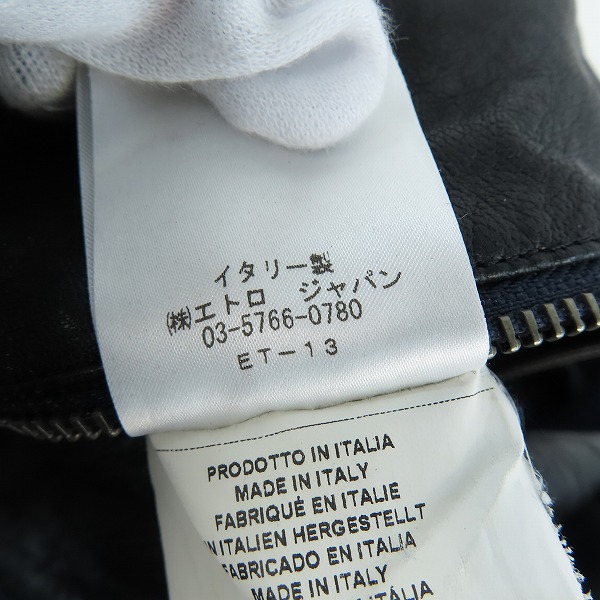 イタリー製
(株)エトロ ジャパン
03-5766-0780
ET-13
PRODOTTO IN ITALIA
MADE IN ITALY
FABRIQUÉ EN ITALIE
IN ITALIEN HERGESTELLT
FABRICADO EN ITALIA
MADE IN ITALY
ITÁLIA